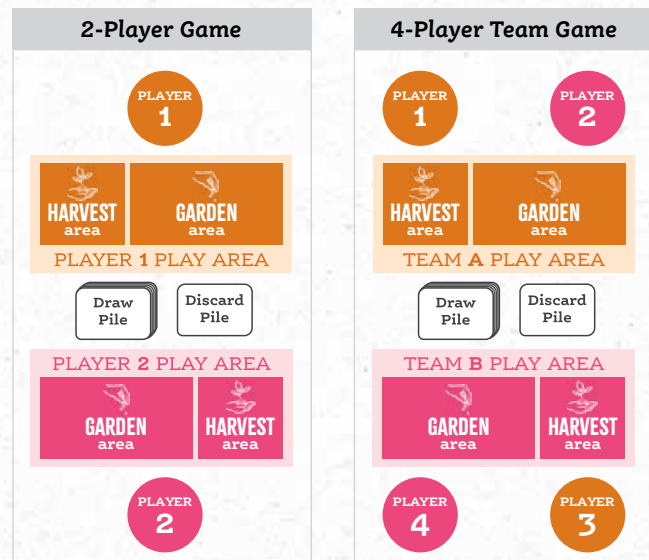 2-Player Game
PLAYER
1
HARVEST
area
GARDEN
area
PLAYER 1 PLAY AREA
Draw
Pile
Discard
Pile
PLAYER 2 PLAY AREA
GARDEN
area
HARVEST
area
PLAYER
2
4-Player Team Game
PLAYER
1
PLAYER
2
HARVEST
area
GARDEN
area
TEAM A PLAY AREA
Draw
Pile
Discard
Pile
TEAM B PLAY AREA
GARDEN
area
HARVEST
area
PLAYER
4
PLAYER
3